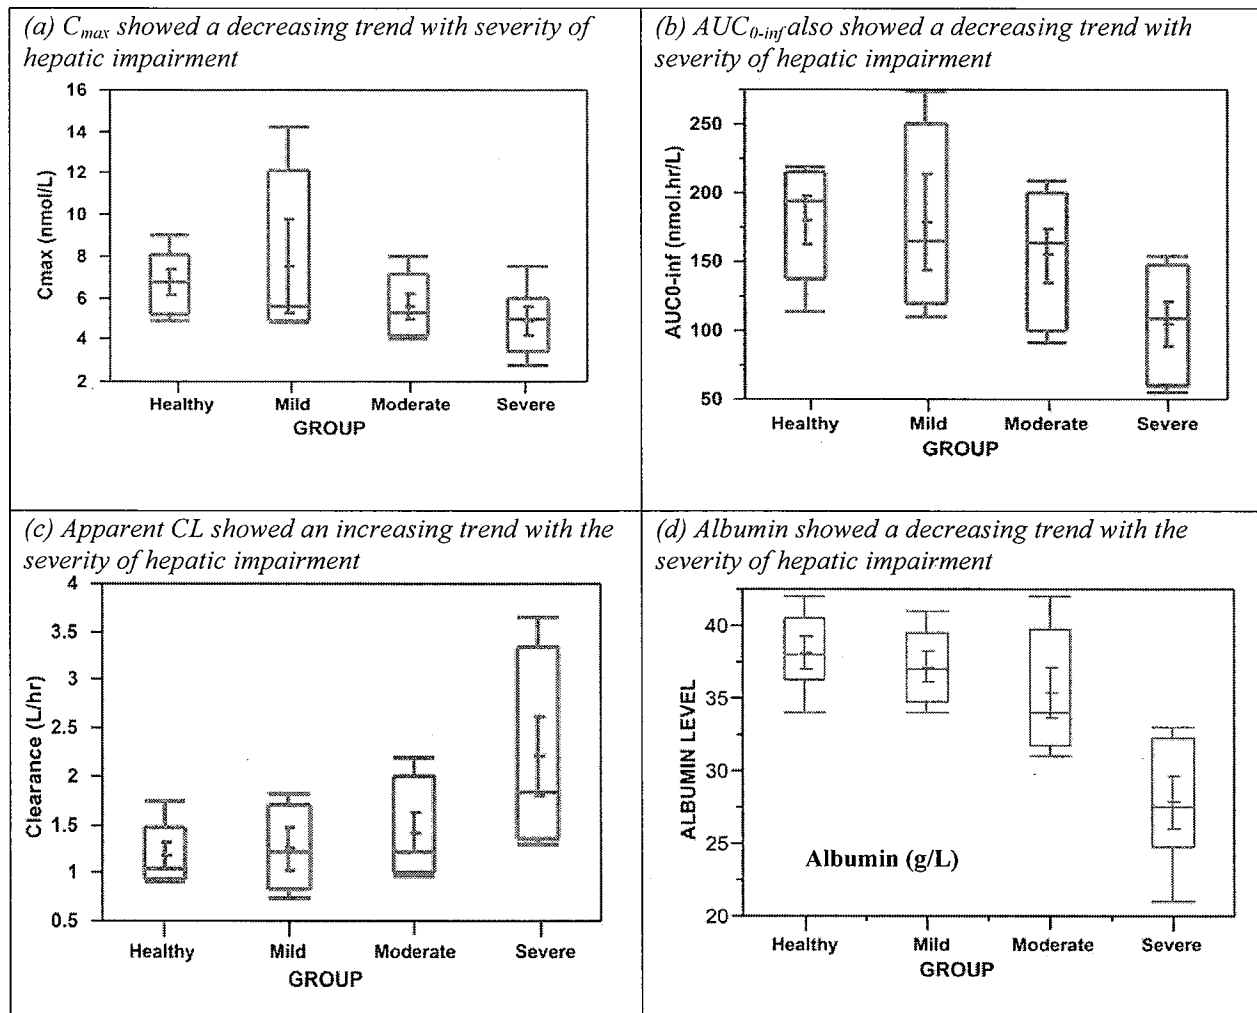 (a) Cmax showed a decreasing trend with severity of
hepatic impairment
16
14
12
10
8
6
4
2
Cmax (nmol/L)
Healthy Mild Moderate Severe
GROUP
(b) AUC0-inf also showed a decreasing trend with
severity of hepatic impairment
250
200
150
100
50
AUC0-inf (nmol.hr/L)
Healthy Mild Moderate Severe
GROUP
(c) Apparent CL showed an increasing trend with the
severity of hepatic impairment
4
3.5
3
2.5
2
1.5
1
0.5
Clearance (L/hr)
Healthy Mild Moderate Severe
GROUP
(d) Albumin showed a decreasing trend with the
severity of hepatic impairment
40
35
30
25
20
ALBUMIN LEVEL
Albumin (g/L)
Healthy Mild Moderate Severe
GROUP